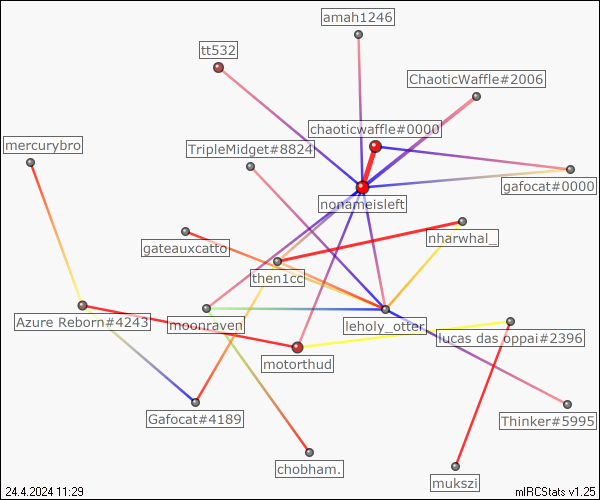 amah1246
tt532
ChaoticWaffle#2006
chaoticwaffle#0000
mercurybro
TripleMidget#8824
gafocat#0000
nonameisleft
nharwhal_
gateauxcatto
then1cc
Azure Reborn#4243
moonraven
leholy_otter
lucas das oppai#2396
motorthud
Gafocat#4189
Thinker#5995
chobham.
mukszi
24.4.2024 11:29
mIRCStats v1.25